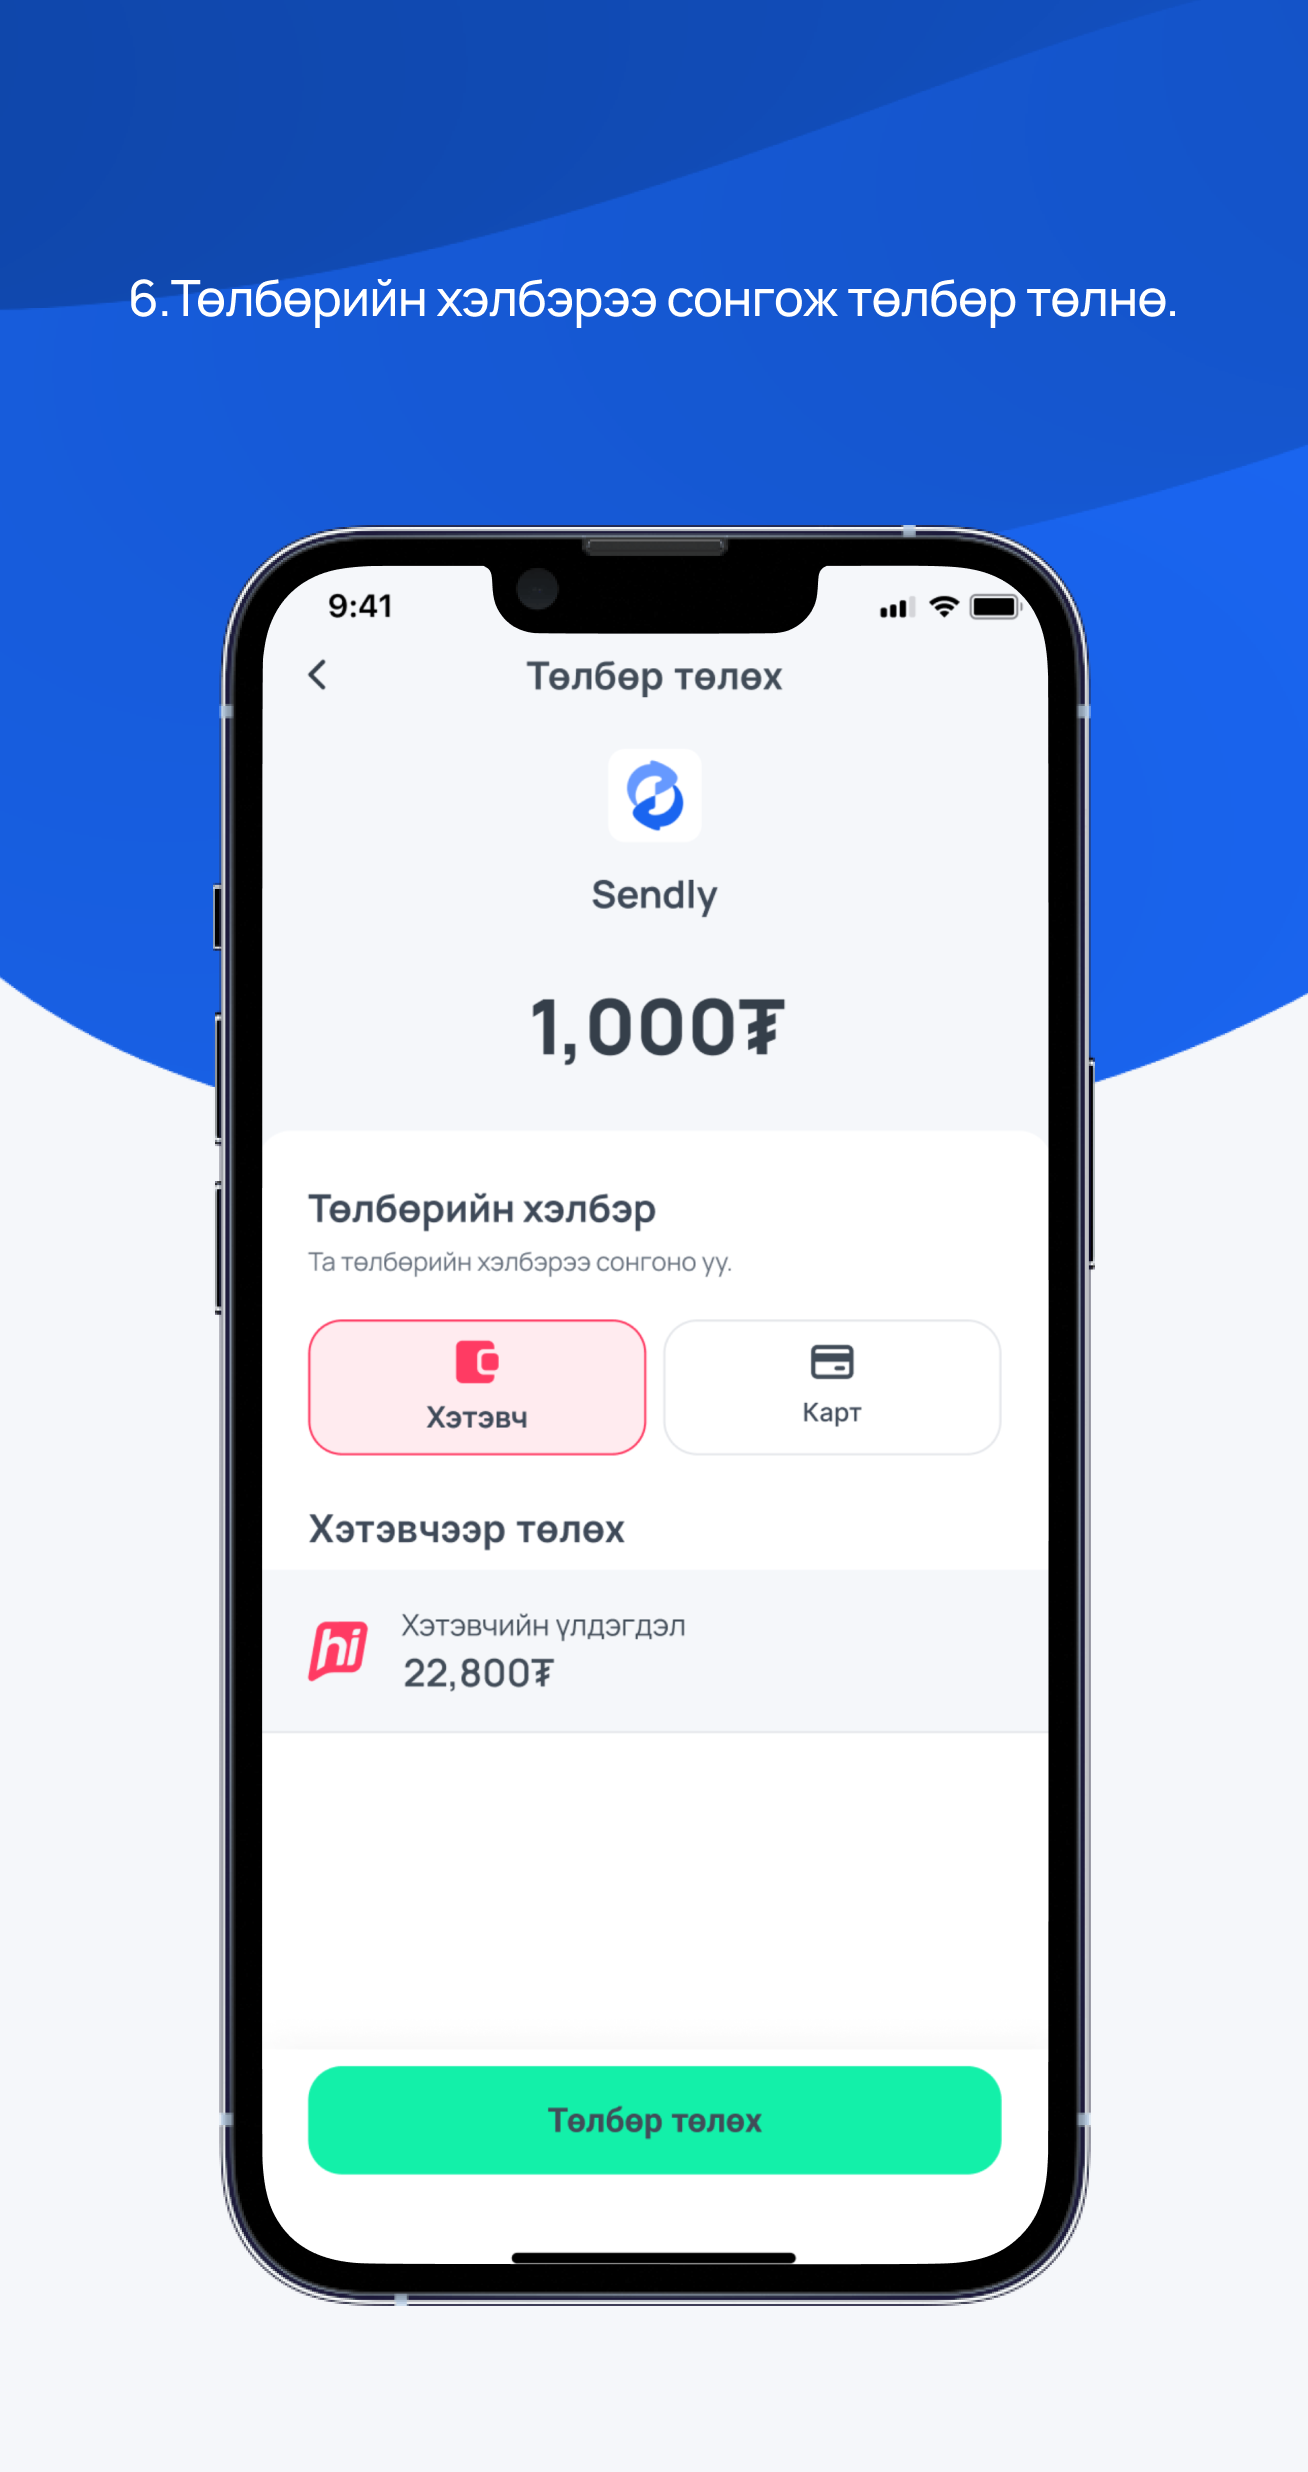 6.Төлбөрийн хэлбэрээ сонгож төлбөр төлнө.
9:41
Төлбөр төлөх
Sendly
1,000₮
Төлбөрийн хэлбэр
Та төлбөрийн хэлбэрээ сонгоно уу.
Хэтэвч
Карт
Хэтэвчээр төлөх
hi
Хэтэвчийн үлдэгдэл
22,800₮
Төлбөр төлөх